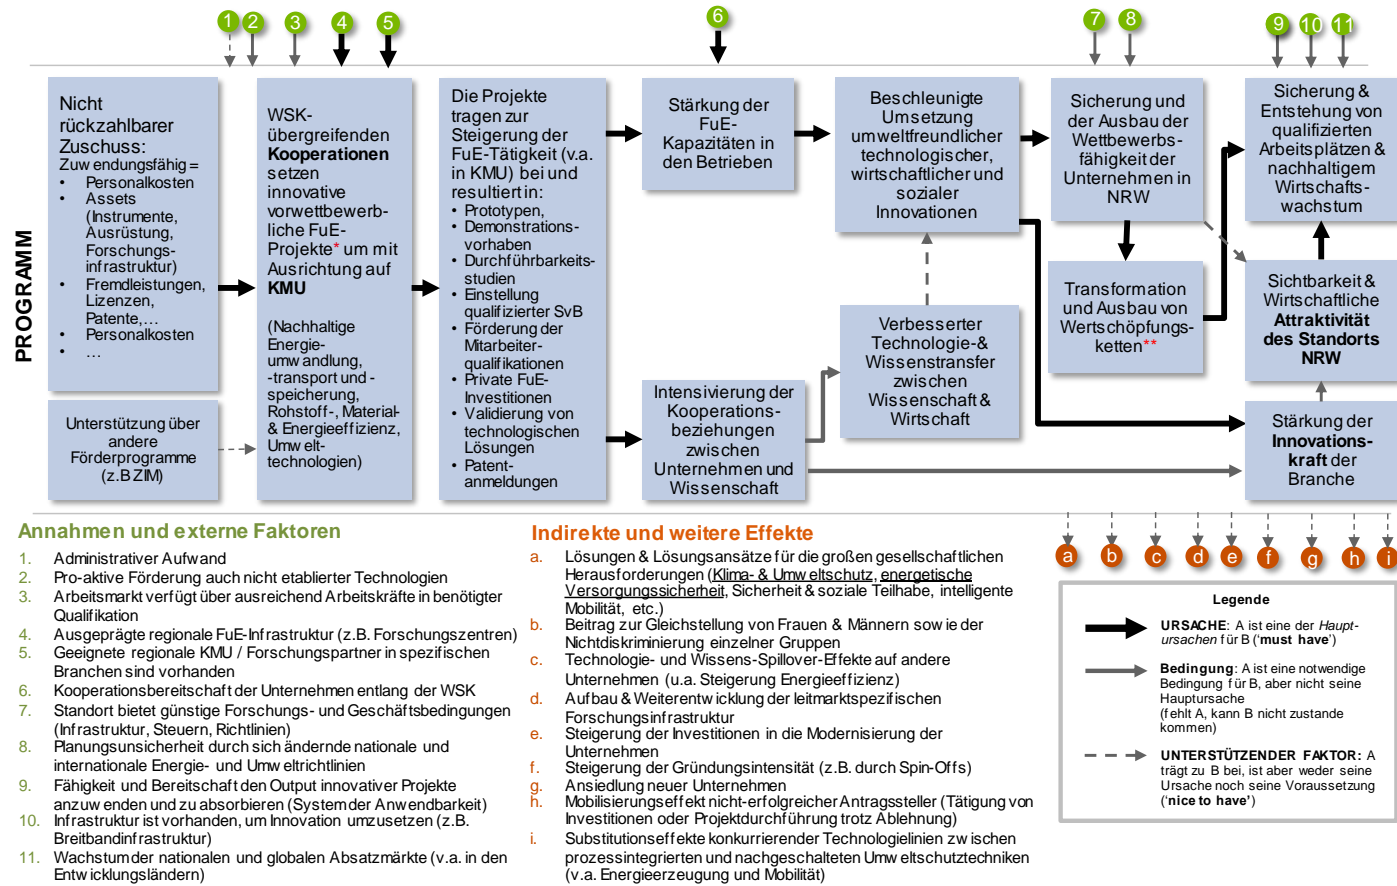 1 2 3 4 5 6 7 8 9 10 11
PROGRAMM
Nicht
rückzahlbarer
Zuschuss:
Zuwendungsfähig =
• Personalkosten
• Assets
(Instrumente,
Ausrüstung,
Forschungs-
infrastruktur)
• Fremdleistungen,
Lizenzen,
Patente,...
• Personalkosten
• ...
Unterstützung über
andere
Förderprogramme
(z.B ZIM)
WSK-
übergreifenden
Kooperationen
setzen
innovative
vorwettbewerb-
liche FuE-
Projekte* um mit
Ausrichtung auf
KMU
(Nachhaltige
Energie-
umwandlung,
-transport und -
speicherung,
Rohstoff-, Material-
& Energieeffizienz,
Umwelt-
technologien)
Die Projekte
tragen zur
Steigerung der
FuE-Tätigkeit (v.a.
in KMU) bei und
resultiert in:
• Prototypen,
• Demonstrations-
vorhaben
• Durchführbarkeits-
studien
• Einstellung
qualifizierter SvB
• Förderung der
Mitarbeiter-
qualifikationen
• Private FuE-
Investitionen
• Validierung von
technologischen
Lösungen
• Patent-
anmeldungen
Stärkung der
FuE-
Kapazitäten in
den Betrieben
Intensivierung der
Kooperations-
beziehungen
zwischen
Unternehmen und
Wissenschaft
Beschleunigte
Umsetzung
umweltfreundlicher
technologischer,
wirtschaftlicher und
sozialer
Innovationen
Verbesserter
Technologie- &
Wissenstransfer
zwischen
Wissenschaft &
Wirtschaft
Sicherung und
der Ausbau der
Wettbewerbs-
fähigkeit der
Unternehmen in
NRW
Transformation
und Ausbau von
Wertschöpfungs-
ketten**
Sicherung &
Entstehung von
qualifizierten
Arbeitsplätzen &
nachhaltigem
Wirtschafts-
wachstum
Sichtbarkeit &
Wirtschaftliche
Attraktivität
des Standorts
NRW
Stärkung der
Innovations-
kraft der
Branche
Annahmen und externe Faktoren
1. Administrativer Aufwand
2. Pro-aktive Förderung auch nicht etablierter Technologien
3. Arbeitsmarkt verfügt über ausreichend Arbeitskräfte in benötigter
Qualifikation
4. Ausgeprägte regionale FuE-Infrastruktur (z.B. Forschungszentren)
5. Geeignete regionale KMU / Forschungspartner in spezifischen
Branchen sind vorhanden
6. Kooperationsbereitschaft der Unternehmen entlang der WSK
7. Standort bietet günstige Forschungs- und Geschäftsbedingungen
(Infrastruktur, Steuern, Richtlinien)
8. Planungsunsicherheit durch sich ändernde nationale und
internationale Energie- und Umweltrichtlinien
9. Fähigkeit und Bereitschaft den Output innovativer Projekte
anzuwenden und zu absorbieren (System der Anwendbarkeit)
10. Infrastruktur ist vorhanden, um Innovation umzusetzen (z.B.
Breitbandinfrastruktur)
11. Wachstum der nationalen und globalen Absatzmärkte (v.a. in den
Entwicklungsländern)
Indirekte und weitere Effekte
a. Lösungen & Lösungsansätze für die großen gesellschaftlichen
Herausforderungen (Klima- & Umweltschutz, energetische
Versorgungssicherheit, Sicherheit & soziale Teilhabe, intelligente
Mobilität, etc.)
b. Beitrag zur Gleichstellung von Frauen & Männern sowie der
Nichtdiskriminierung einzelner Gruppen
c. Technologie- und Wissens-Spillover-Effekte auf andere
Unternehmen (u.a. Steigerung Energieeffizienz)
d. Aufbau & Weiterentwicklung der leitmarktspezifischen
Forschungsinfrastruktur
e. Steigerung der Investitionen in die Modernisierung der
Unternehmen
f. Steigerung der Gründungsintensität (z.B. durch Spin-Offs)
g. Ansiedlung neuer Unternehmen
h. Mobilisierungseffekt nicht-erfolgreicher Antragssteller (Tätigung von
Investitionen oder Projektdurchführung trotz Ablehnung)
i. Substitutionseffekte konkurrierender Technologielinien zwischen
prozessintegrierten und nachgeschalteten Umweltschutztechniken
(v.a. Energieerzeugung und Mobilität)
a b c d e f g h i
Legende
URSACHE: A ist eine der Haupt-
ursachen für B ('must have')
Bedingung: A ist eine notwendige
Bedingung für B, aber nicht seine
Hauptursache
(fehlt A, kann B nicht zustande
kommen)
UNTERSTÜTZENDER FAKTOR: A
trägt zu B bei, ist aber weder seine
Ursache noch seine Voraussetzung
('nice to have')